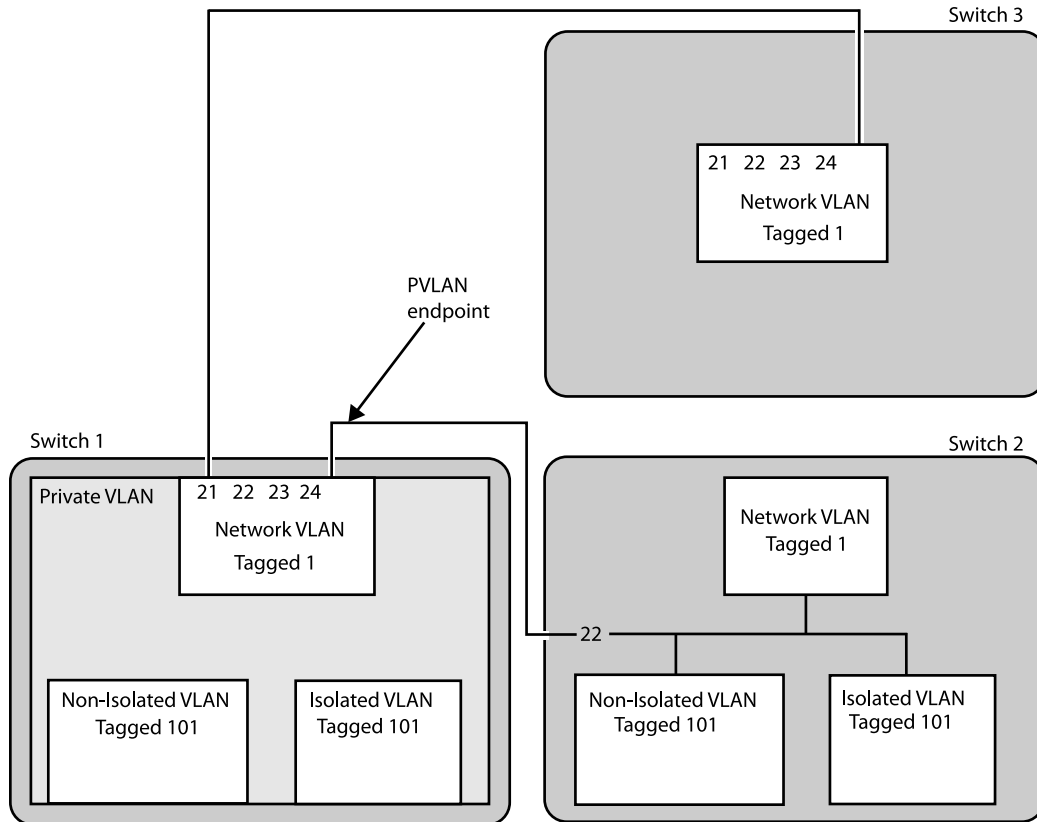 Switch 3
21 22 23 24
Network VLAN
Tagged 1
PVLAN
endpoint
Switch 1
Private VLAN
21 22 23 24
Network VLAN
Tagged 1
Non-Isolated VLAN
Tagged 101
Isolated VLAN
Tagged 101
Switch 2
Network VLAN
Tagged 1
22
Non-Isolated VLAN
Tagged 101
Isolated VLAN
Tagged 101